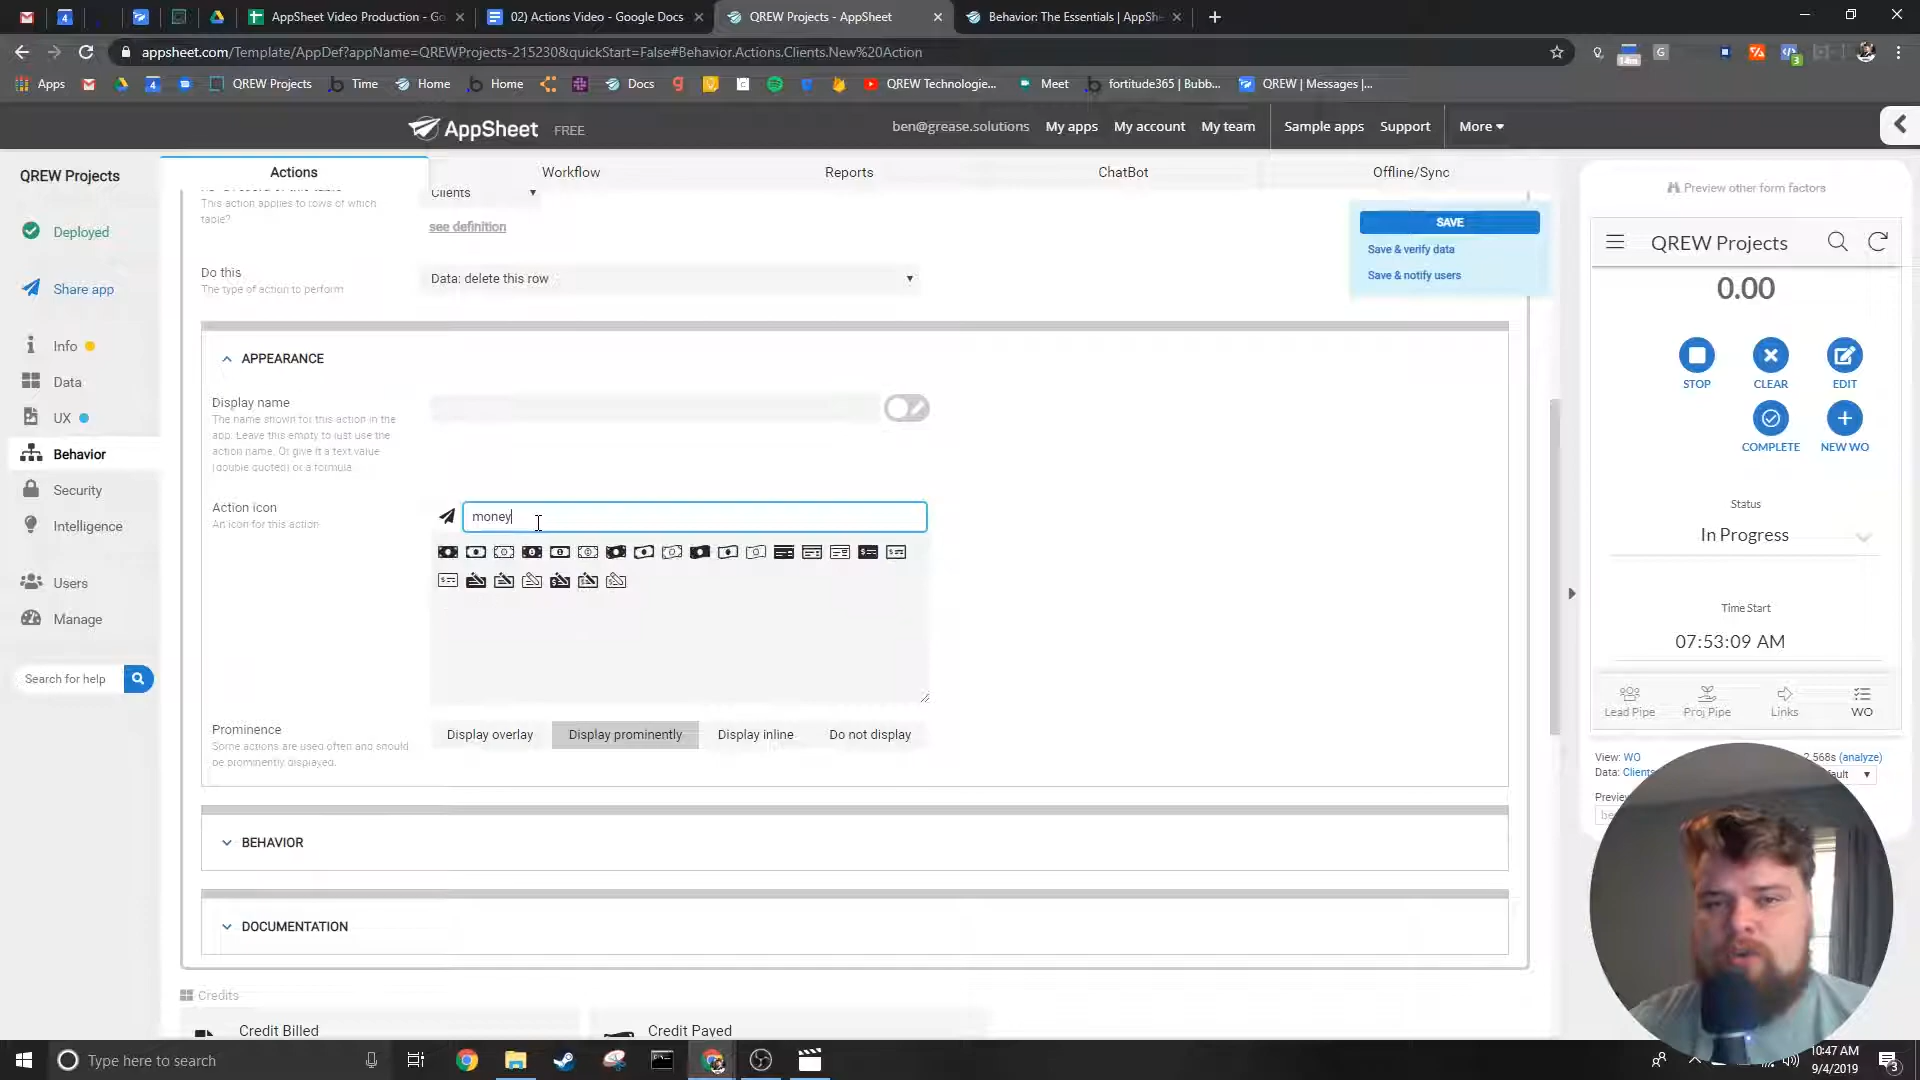 AppSheet Video Production - Go
02) Actions Video - Google Docs
QREW Projects - AppSheet
Behavior: The Essentials | AppShe
appsheet.com/Template/AppDef?appName=QREWProjects-215230&quickStart=False#Behavior.Actions.Clients.New%20Action
Apps
QREW Projects
Time
Home
Home
Docs
QREW Technologie...
Meet
fortitude365 | Bubb...
QREW | Messages |...
AppSheet FREE
ben@grease.solutions
My apps
My account
My team
Sample apps
Support
More
QREW Projects
Actions
Workflow
Reports
ChatBot
Offline/Sync
Preview other form factors
Deployed
Share app
Info
Data
UX
Behavior
Security
Intelligence
Users
Manage
Search for help
This action applies to rows of which
table?
Clients
see definition
SAVE
Save & verify data
Save & notify users
Do this
The type of action to perform
Data: delete this row
APPEARANCE
Display name
The name shown for this action in the
app. Leave this empty to just use the
action name. Or give it a text value
(double quoted) or a formula.
Action icon
An icon for this action
money
Prominence
Some actions are used often and should
be prominently displayed.
Display overlay
Display prominently
Display inline
Do not display
BEHAVIOR
DOCUMENTATION
Credits
Credit Billed
Credit Payed
QREW Projects
0.00
STOP
CLEAR
EDIT
COMPLETE
NEW WO
Status
In Progress
Time Start
07:53:09 AM
Lead Pipe
Proj Pipe
Links
WO
View: WO
2.568s (analyze)
Data: Clients
Type here to search
10:47 AM
9/4/2019